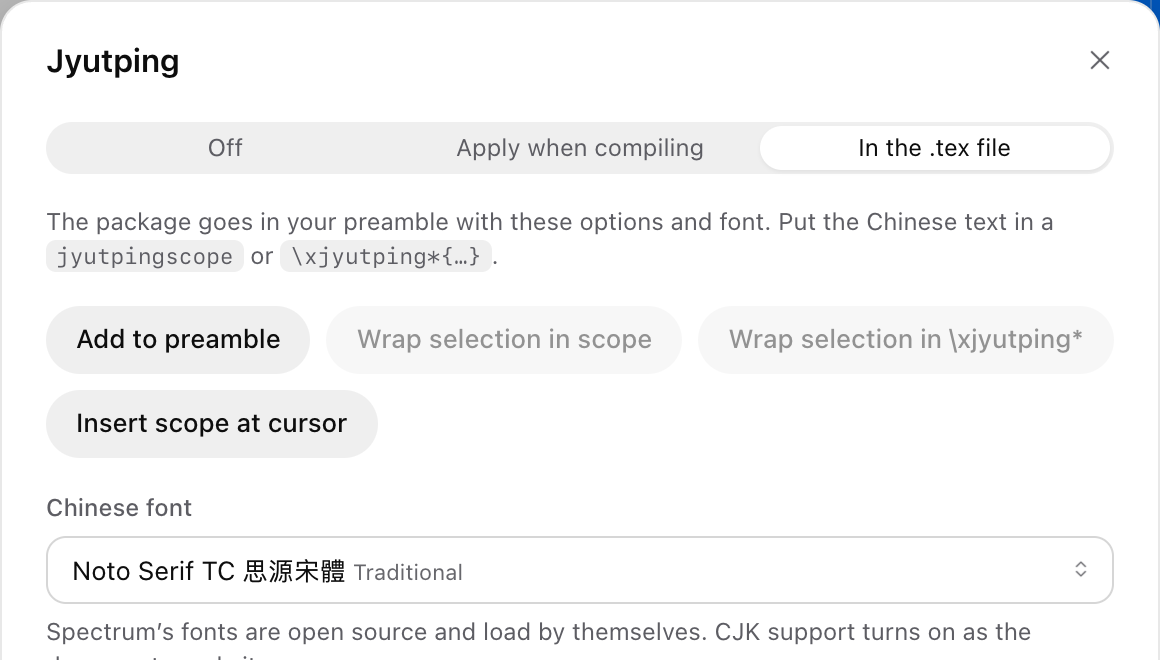 Jyutping
Off
Apply when compiling
In the .tex file
The package goes in your preamble with these options and font. Put the Chinese text in a
jyutpingscope or \xjyutping*{…}.
Add to preamble
Wrap selection in scope
Wrap selection in \xjyutping*
Insert scope at cursor
Chinese font
Noto Serif TC 思源宋體 Traditional
Spectrum’s fonts are open source and load by themselves. CJK support turns on as the